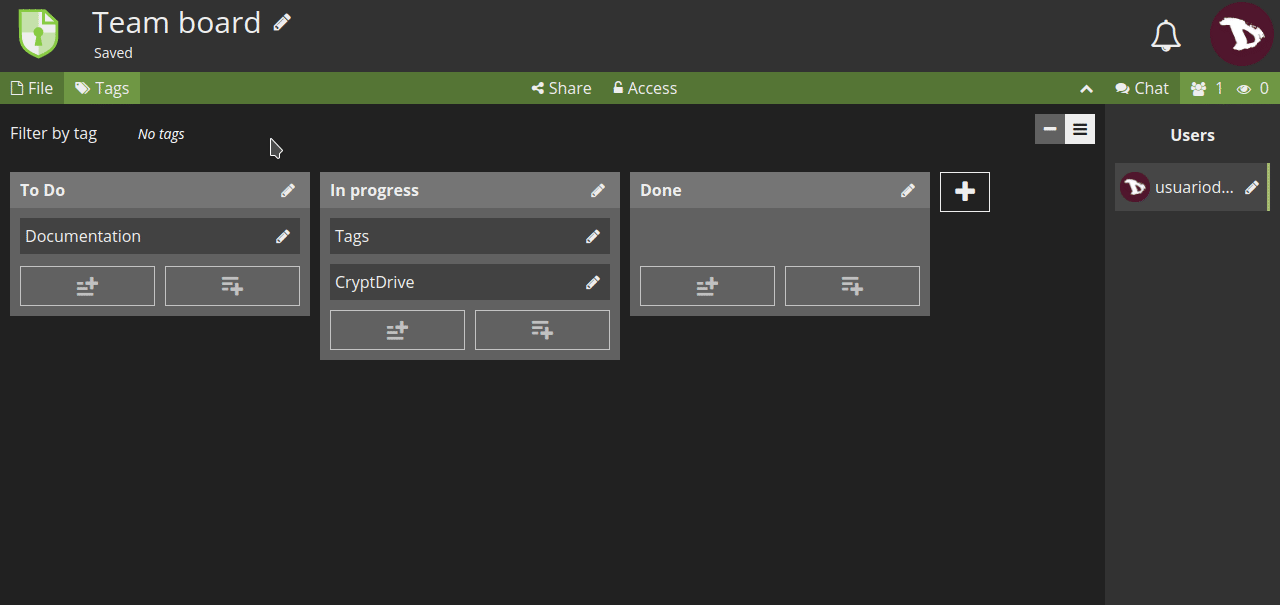 Team board
Saved
File Tags Share Access Chat 1 0
Filter by tag No tags
Users
usuariod...
To Do In progress Done
Documentation Tags
CryptDrive